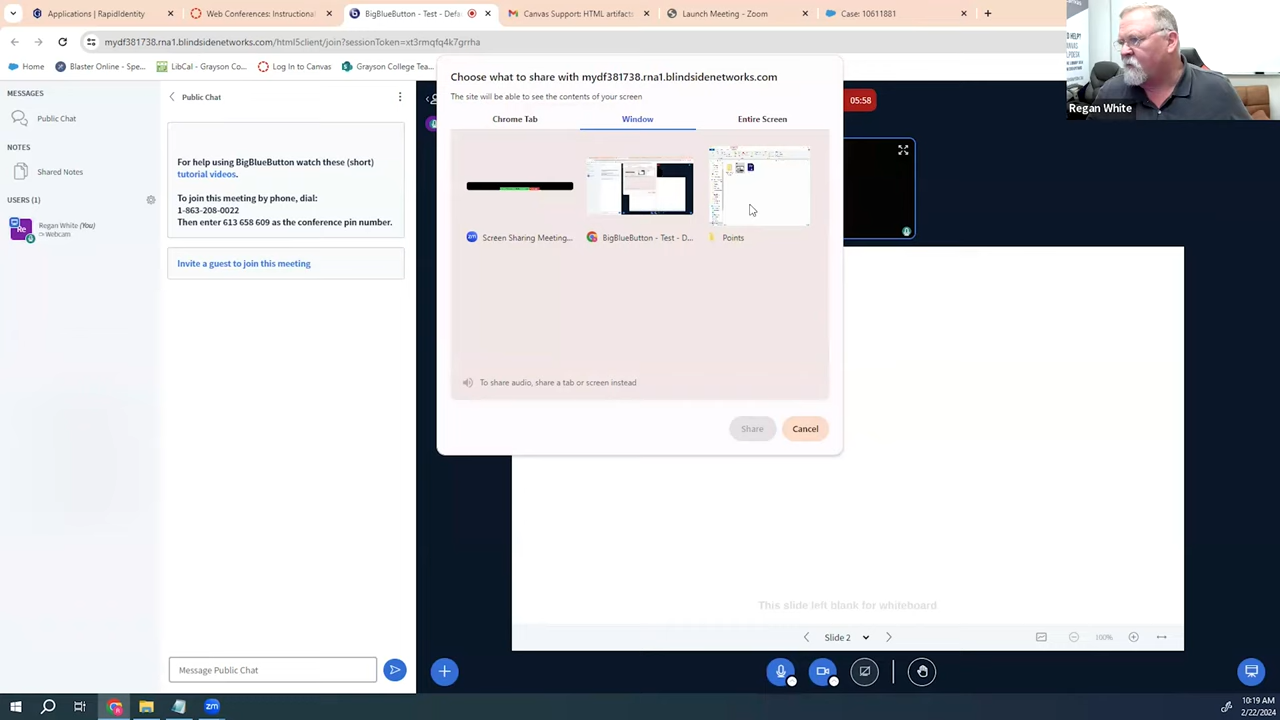 Applications | RapidIdentity
Web Conferences: Instructional
BigBlueButton - Test - Defa
Canvas Support: HTML artifacts
Launch Meeting - Zoom
Case: 10611881
mydf381738.rna1.blindsidenetworks.com/html5client/join?sessionToken=xt3rmqfq4k7grrha
Home
Blaster Online - Spe...
LibCal - Grayson Co...
Log In to Canvas
Grayson College Tea...
MESSAGES
Public Chat
NOTES
Shared Notes
USERS (1)
Re
Regan White (You)
Webcam
Public Chat
For help using BigBlueButton watch these (short)
tutorial videos.
To join this meeting by phone, dial:
1-863-208-0022
Then enter 613 658 609 as the conference pin number.
Invite a guest to join this meeting
Message Public Chat
Choose what to share with mydf381738.rna1.blindsidenetworks.com
The site will be able to see the contents of your screen
Chrome Tab
Window
Entire Screen
zm
Screen Sharing Meeting...
BigBlueButton - Test - D...
Points
To share audio, share a tab or screen instead
Share
Cancel
05:58
This slide left blank for whiteboard
Slide 2
100%
Regan White
zm
10:19 AM
2/22/2024